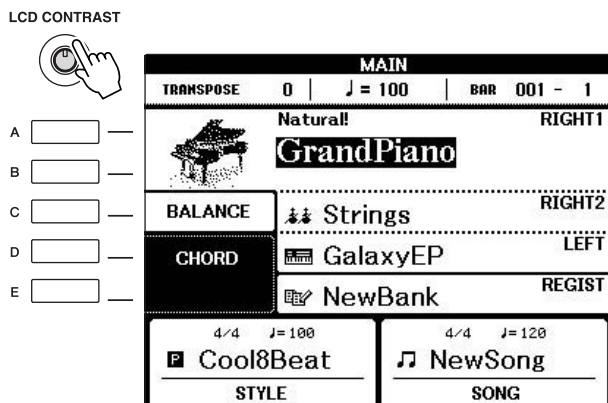 LCD CONTRAST
MAIN
TRANSPOSE 0 ♩= 100 BAR 001 - 1
A
B
C
D
E
Natural! RIGHT1
GrandPiano
BALANCE
Strings RIGHT2
CHORD
GalaxyEP LEFT
NewBank REGIST
4/4 ♩=100
P Cool8Beat
STYLE
4/4 ♩=120
NewSong
SONG